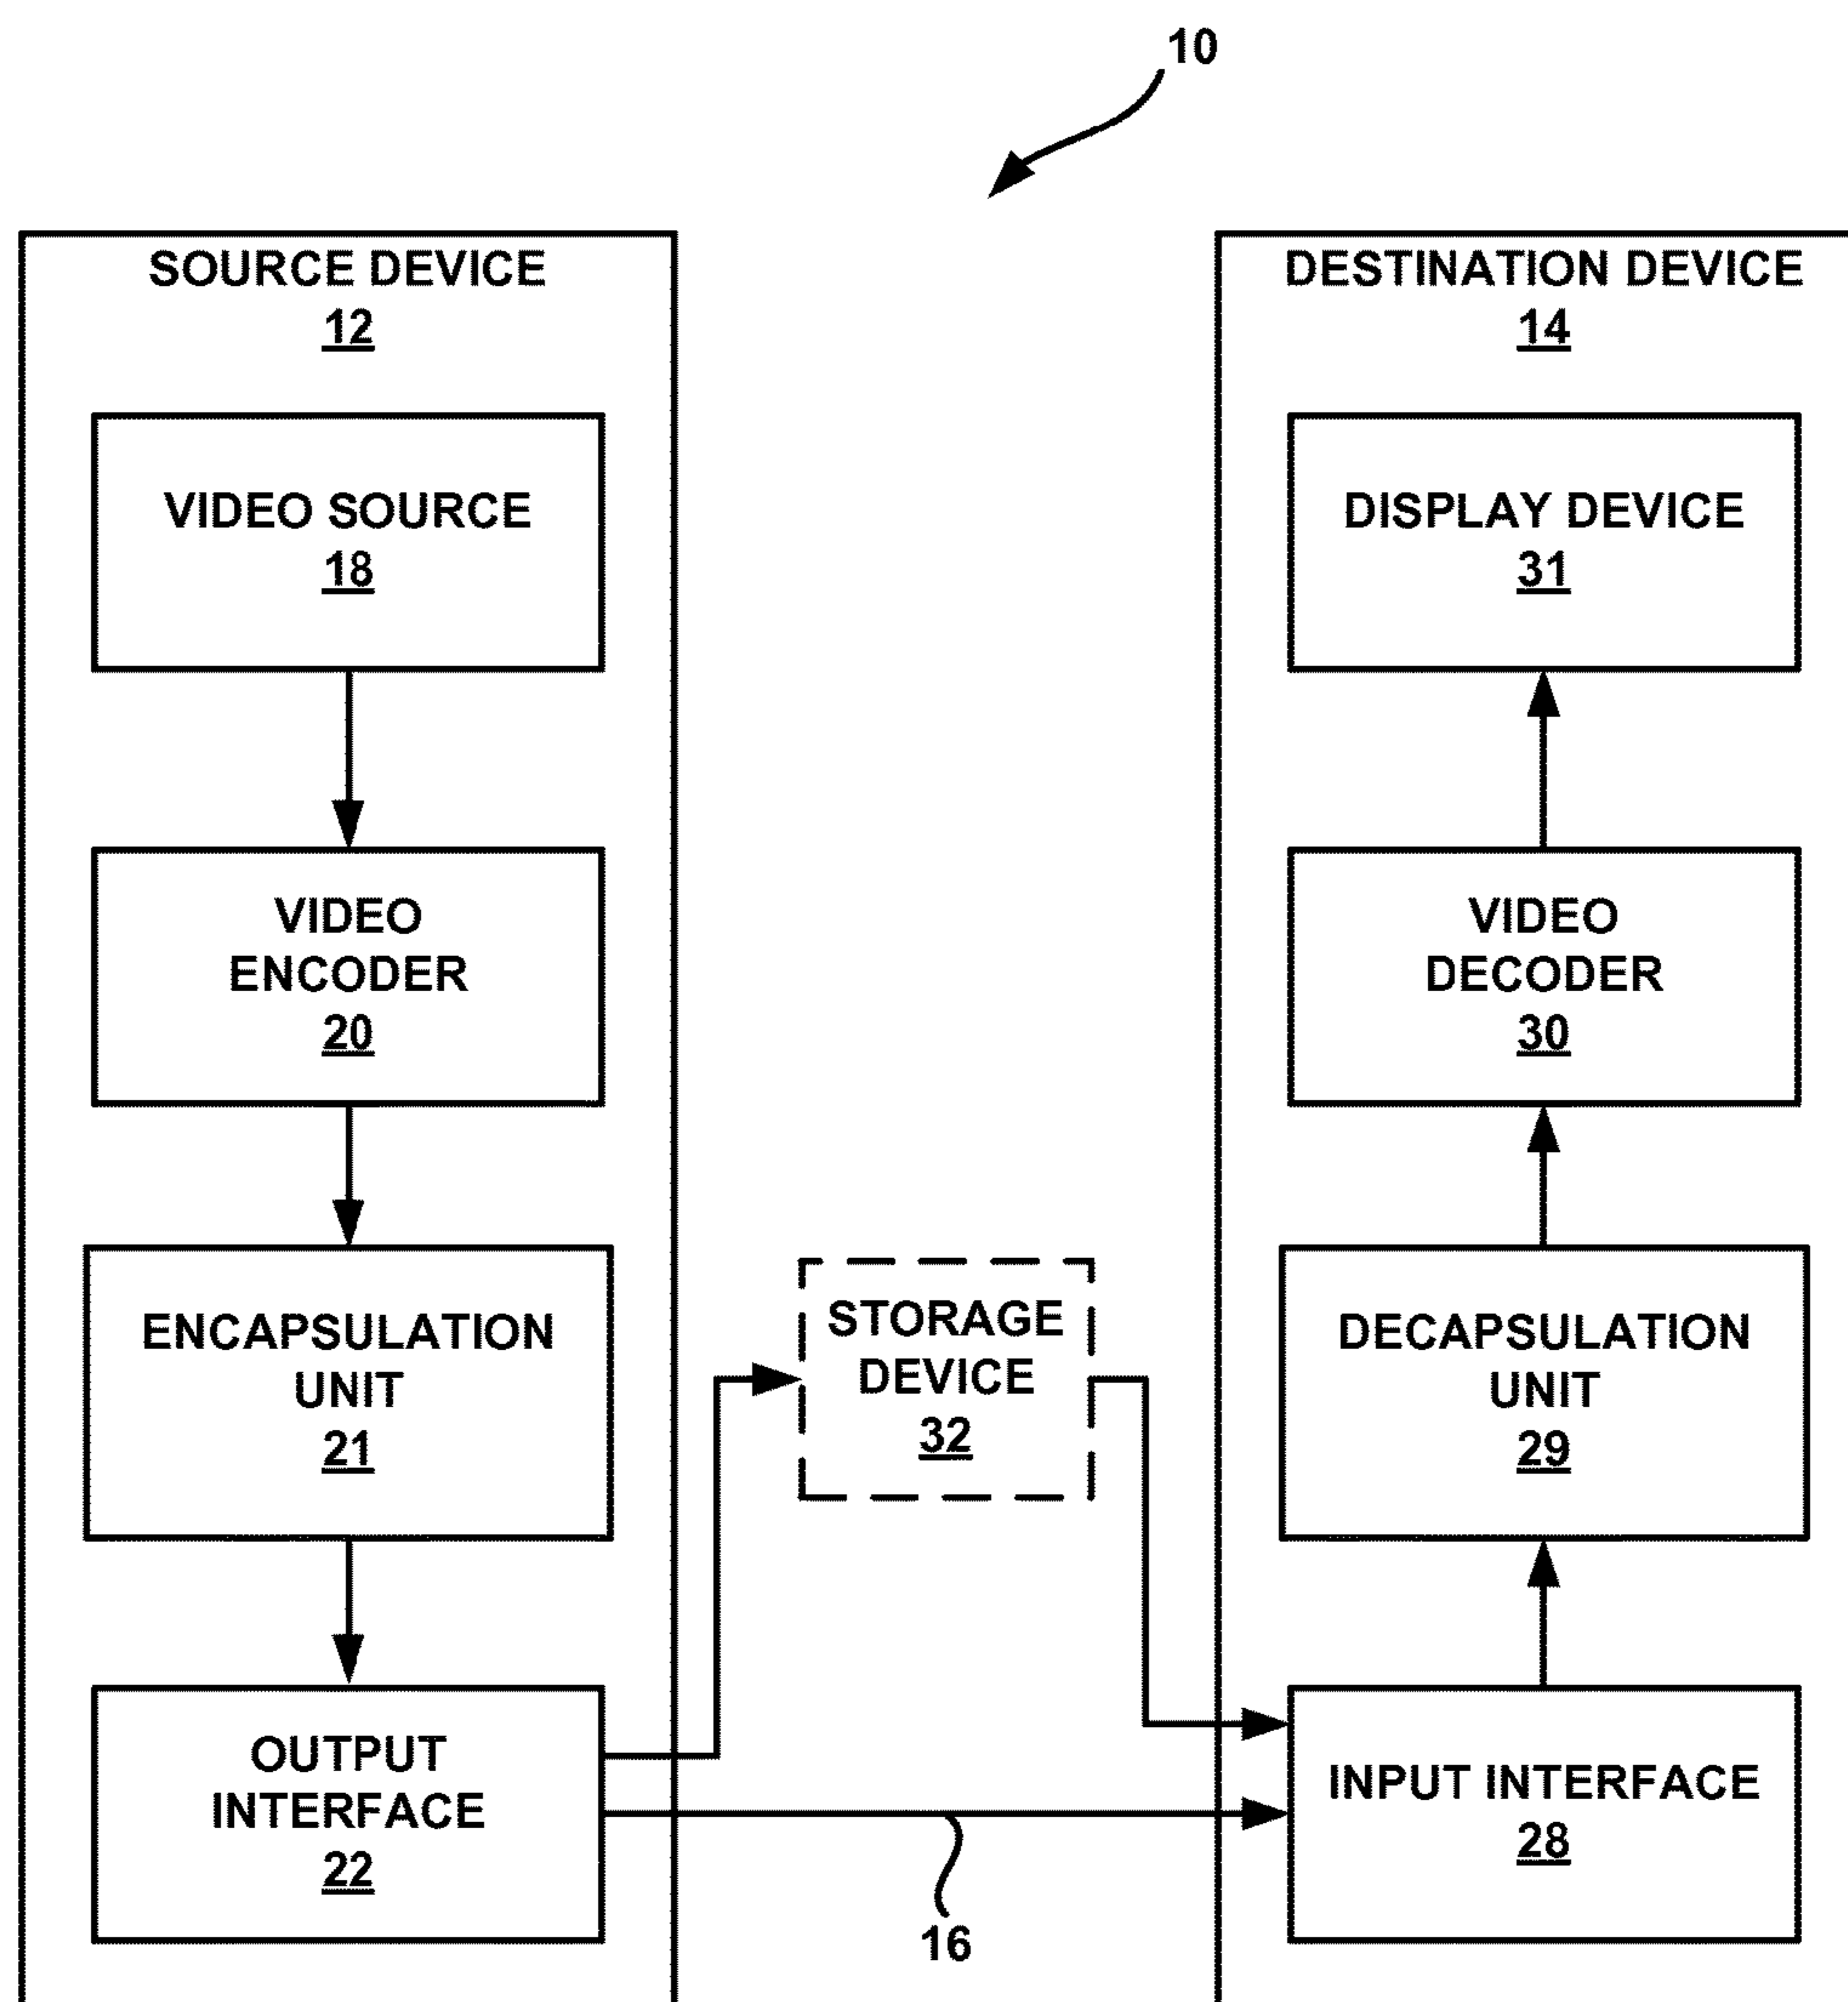 10
SOURCE DEVICE
12
VIDEO SOURCE
18
VIDEO
ENCODER
20
ENCAPSULATION
UNIT
21
OUTPUT
INTERFACE
22
STORAGE
DEVICE
32
16
DESTINATION DEVICE
14
DISPLAY DEVICE
31
VIDEO
DECODER
30
DECAPSULATION
UNIT
29
INPUT INTERFACE
28